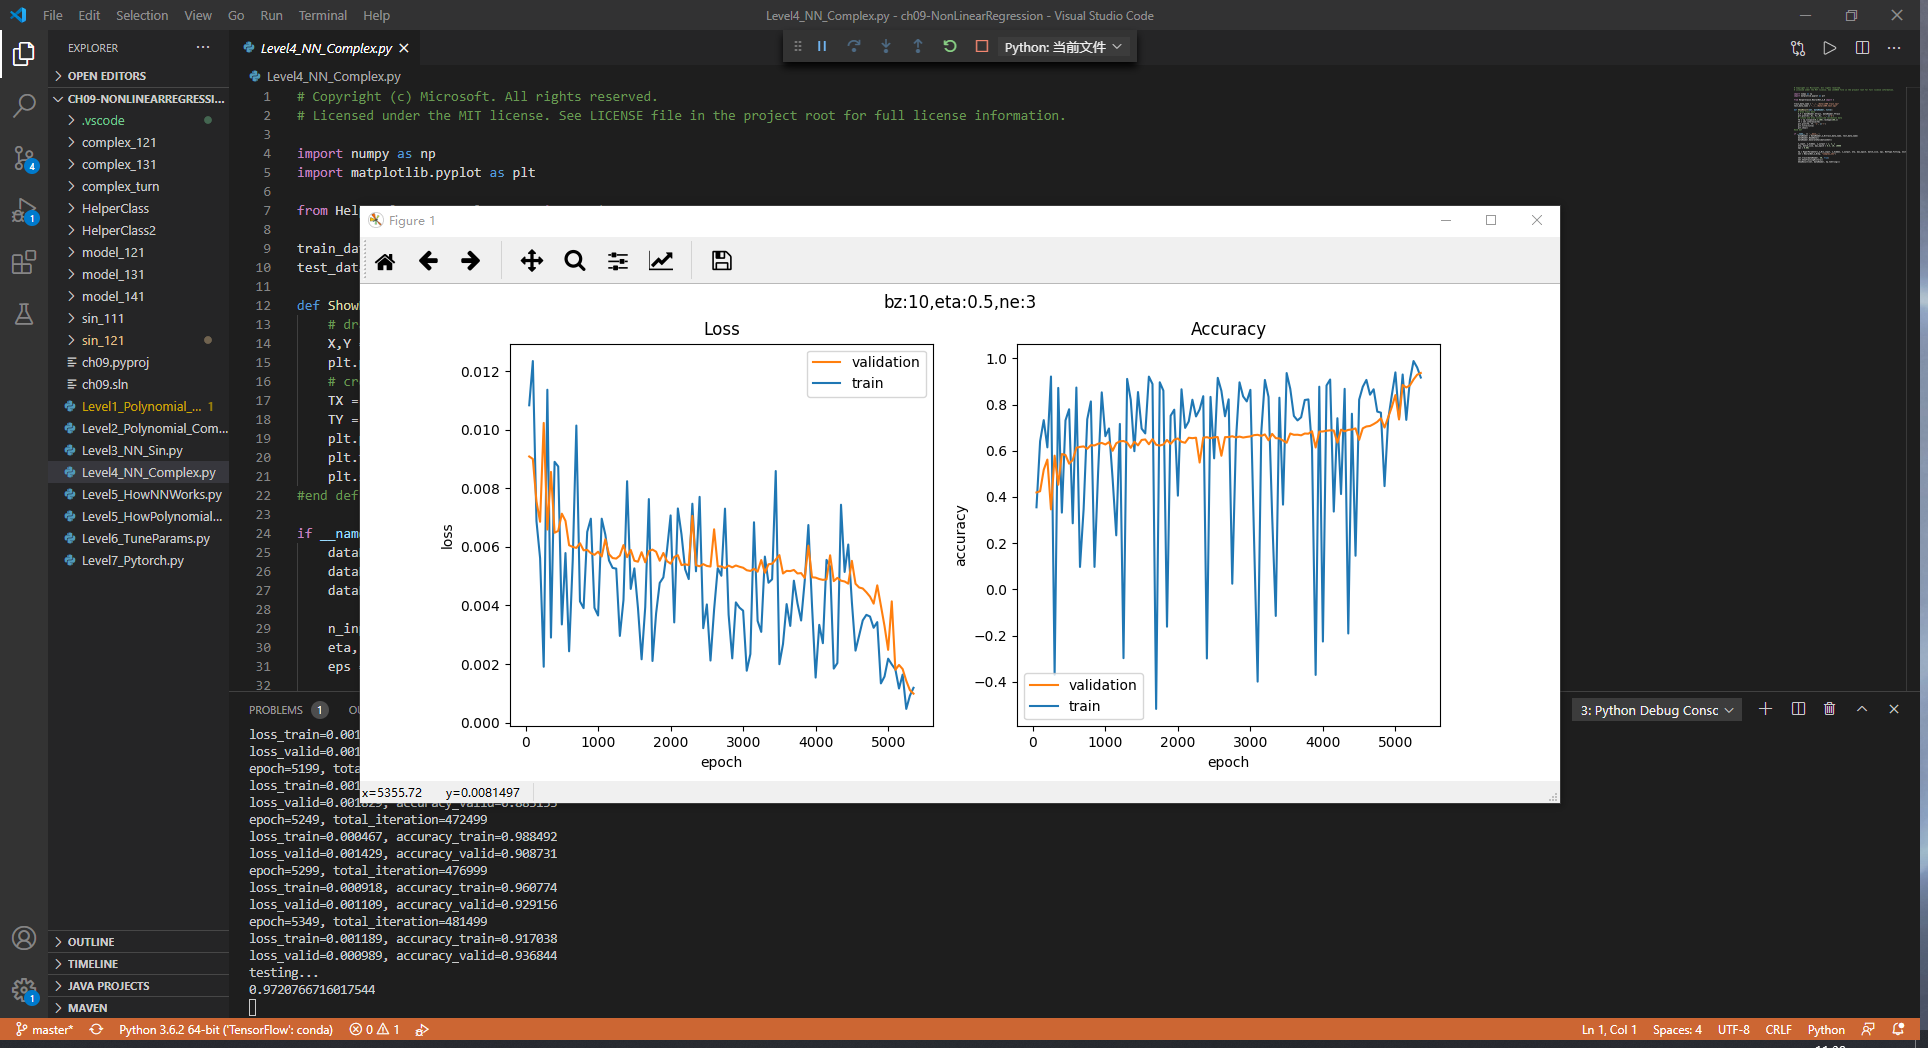 File Edit Selection View Go Run Terminal Help
Level4_NN_Complex.py - ch09-NonLinearRegression - Visual Studio Code
EXPLORER
OPEN EDITORS
CH09-NONLINEARREGRESSI...
.vscode
complex_121
complex_131
complex_turn
HelperClass
HelperClass2
model_121
model_131
model_141
sin_111
sin_121
ch09.pyproj
ch09.sln
Level1_Polynomial_... 1
Level2_Polynomial_Com...
Level3_NN_Sin.py
Level4_NN_Complex.py
Level5_HowNNWorks.py
Level5_HowPolynomial...
Level6_TuneParams.py
Level7_Pytorch.py
OUTLINE
TIMELINE
JAVA PROJECTS
MAVEN
4
1
1
Level4_NN_Complex.py
Python: 当前文件
Level4_NN_Complex.py
1 # Copyright (c) Microsoft. All rights reserved.
2 # Licensed under the MIT license. See LICENSE file in the project root for full license information.
3
4 import numpy as np
5 import matplotlib.pyplot as plt
6
7 from Hel
8
9 train_da
10 test_dat
11
12 def Show
13 # dr
14 X,Y
15 plt.
16 # cr
17 TX =
18 TY =
19 plt.
20 plt.
21 plt.
22 #end def
23
24 if __nam
25 data
26 data
27 data
28
29 n_in
30 eta,
31 eps
32
Figure 1
bz:10,eta:0.5,ne:3
Loss
validation
train
0.012
0.010
0.008
0.006
0.004
0.002
0.000
loss
0 1000 2000 3000 4000 5000
epoch
Accuracy
1.0
0.8
0.6
0.4
0.2
0.0
−0.2
−0.4
accuracy
validation
train
0 1000 2000 3000 4000 5000
epoch
x=5355.72 y=0.0081497
PROBLEMS 1 OU
3: Python Debug Consc
loss_train=0.001
loss_valid=0.001
epoch=5199, tota
loss_train=0.001
loss_valid=0.001829, accuracy_valid=0.883155
epoch=5249, total_iteration=472499
loss_train=0.000467, accuracy_train=0.988492
loss_valid=0.001429, accuracy_valid=0.908731
epoch=5299, total_iteration=476999
loss_train=0.000918, accuracy_train=0.960774
loss_valid=0.001109, accuracy_valid=0.929156
epoch=5349, total_iteration=481499
loss_train=0.001189, accuracy_train=0.917038
loss_valid=0.000989, accuracy_valid=0.936844
testing...
0.9720766716017544
master* Python 3.6.2 64-bit ('TensorFlow': conda) 0 1
Ln 1, Col 1 Spaces: 4 UTF-8 CRLF Python